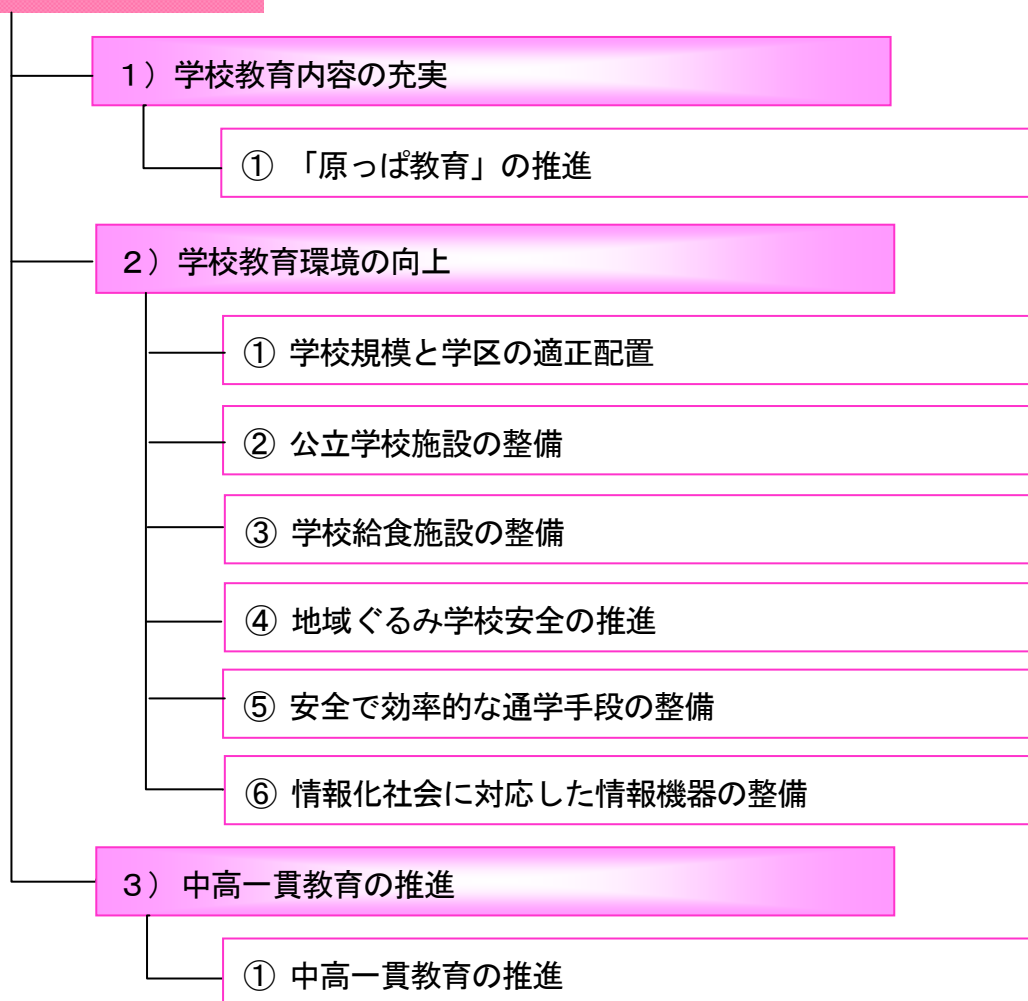 １）学校教育内容の充実
① 「原っぱ教育」の推進
２）学校教育環境の向上
① 学校規模と学区の適正配置
② 公立学校施設の整備
③ 学校給食施設の整備
④ 地域ぐるみ学校安全の推進
⑤ 安全で効率的な通学手段の整備
⑥ 情報化社会に対応した情報機器の整備
３）中高一貫教育の推進
① 中高一貫教育の推進